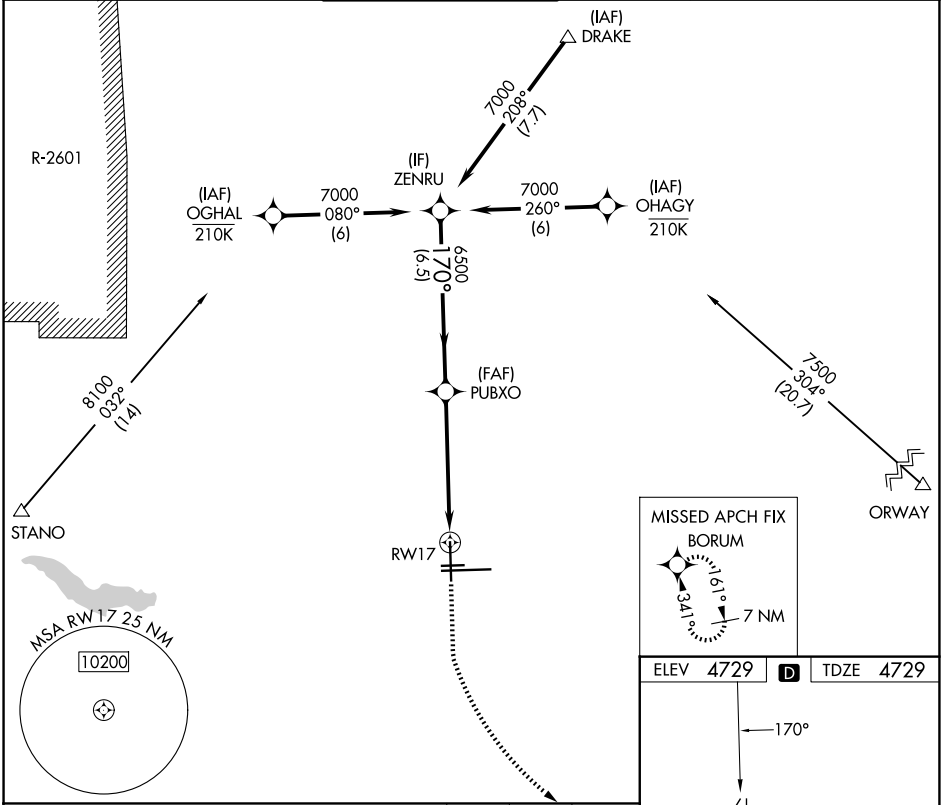 (IAF)
DRAKE
7000
208°
(7.7)
R-2601
(IF)
ZENRU
(IAF)
OGHAL
210K
7000
080°
(6)
7000
260°
(6)
(IAF)
OHAGY
210K
6500
170°
(6.5)
8100
032°
(14)
(FAF)
PUBXO
7500
304°
(20.7)
STANO
ORWAY
RW17
MISSED APCH FIX
BORUM
161°
341°
7 NM
MSA RW17 25 NM
10200
ELEV 4729
D
TDZE 4729
170°